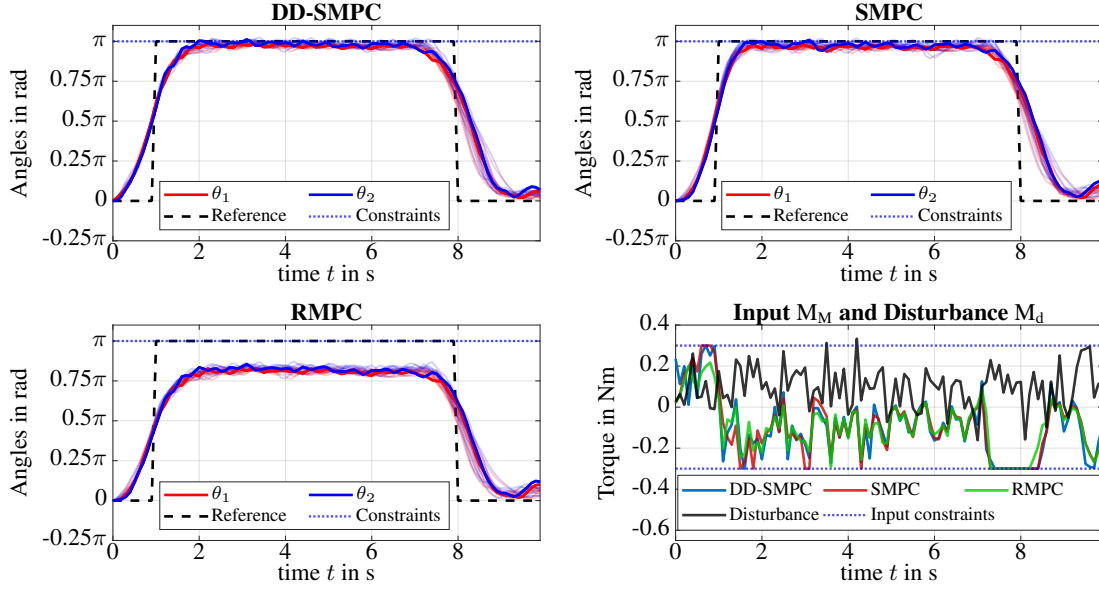 DD-SMPC
π
0.75π
0.5π
0.25π
0
-0.25π
Angles in rad
θ1
θ2
Reference
Constraints
0 2 4 6 8
time t in s
SMPC
π
0.75π
0.5π
0.25π
0
-0.25π
Angles in rad
θ1
θ2
Reference
Constraints
0 2 4 6 8
time t in s
RMPC
π
0.75π
0.5π
0.25π
0
-0.25π
Angles in rad
θ1
θ2
Reference
Constraints
0 2 4 6 8
time t in s
Input M_M and Disturbance M_d
0.4
0.2
0
-0.2
-0.4
-0.6
Torque in Nm
DD-SMPC SMPC RMPC
Disturbance Input constraints
0 2 4 6 8
time t in s